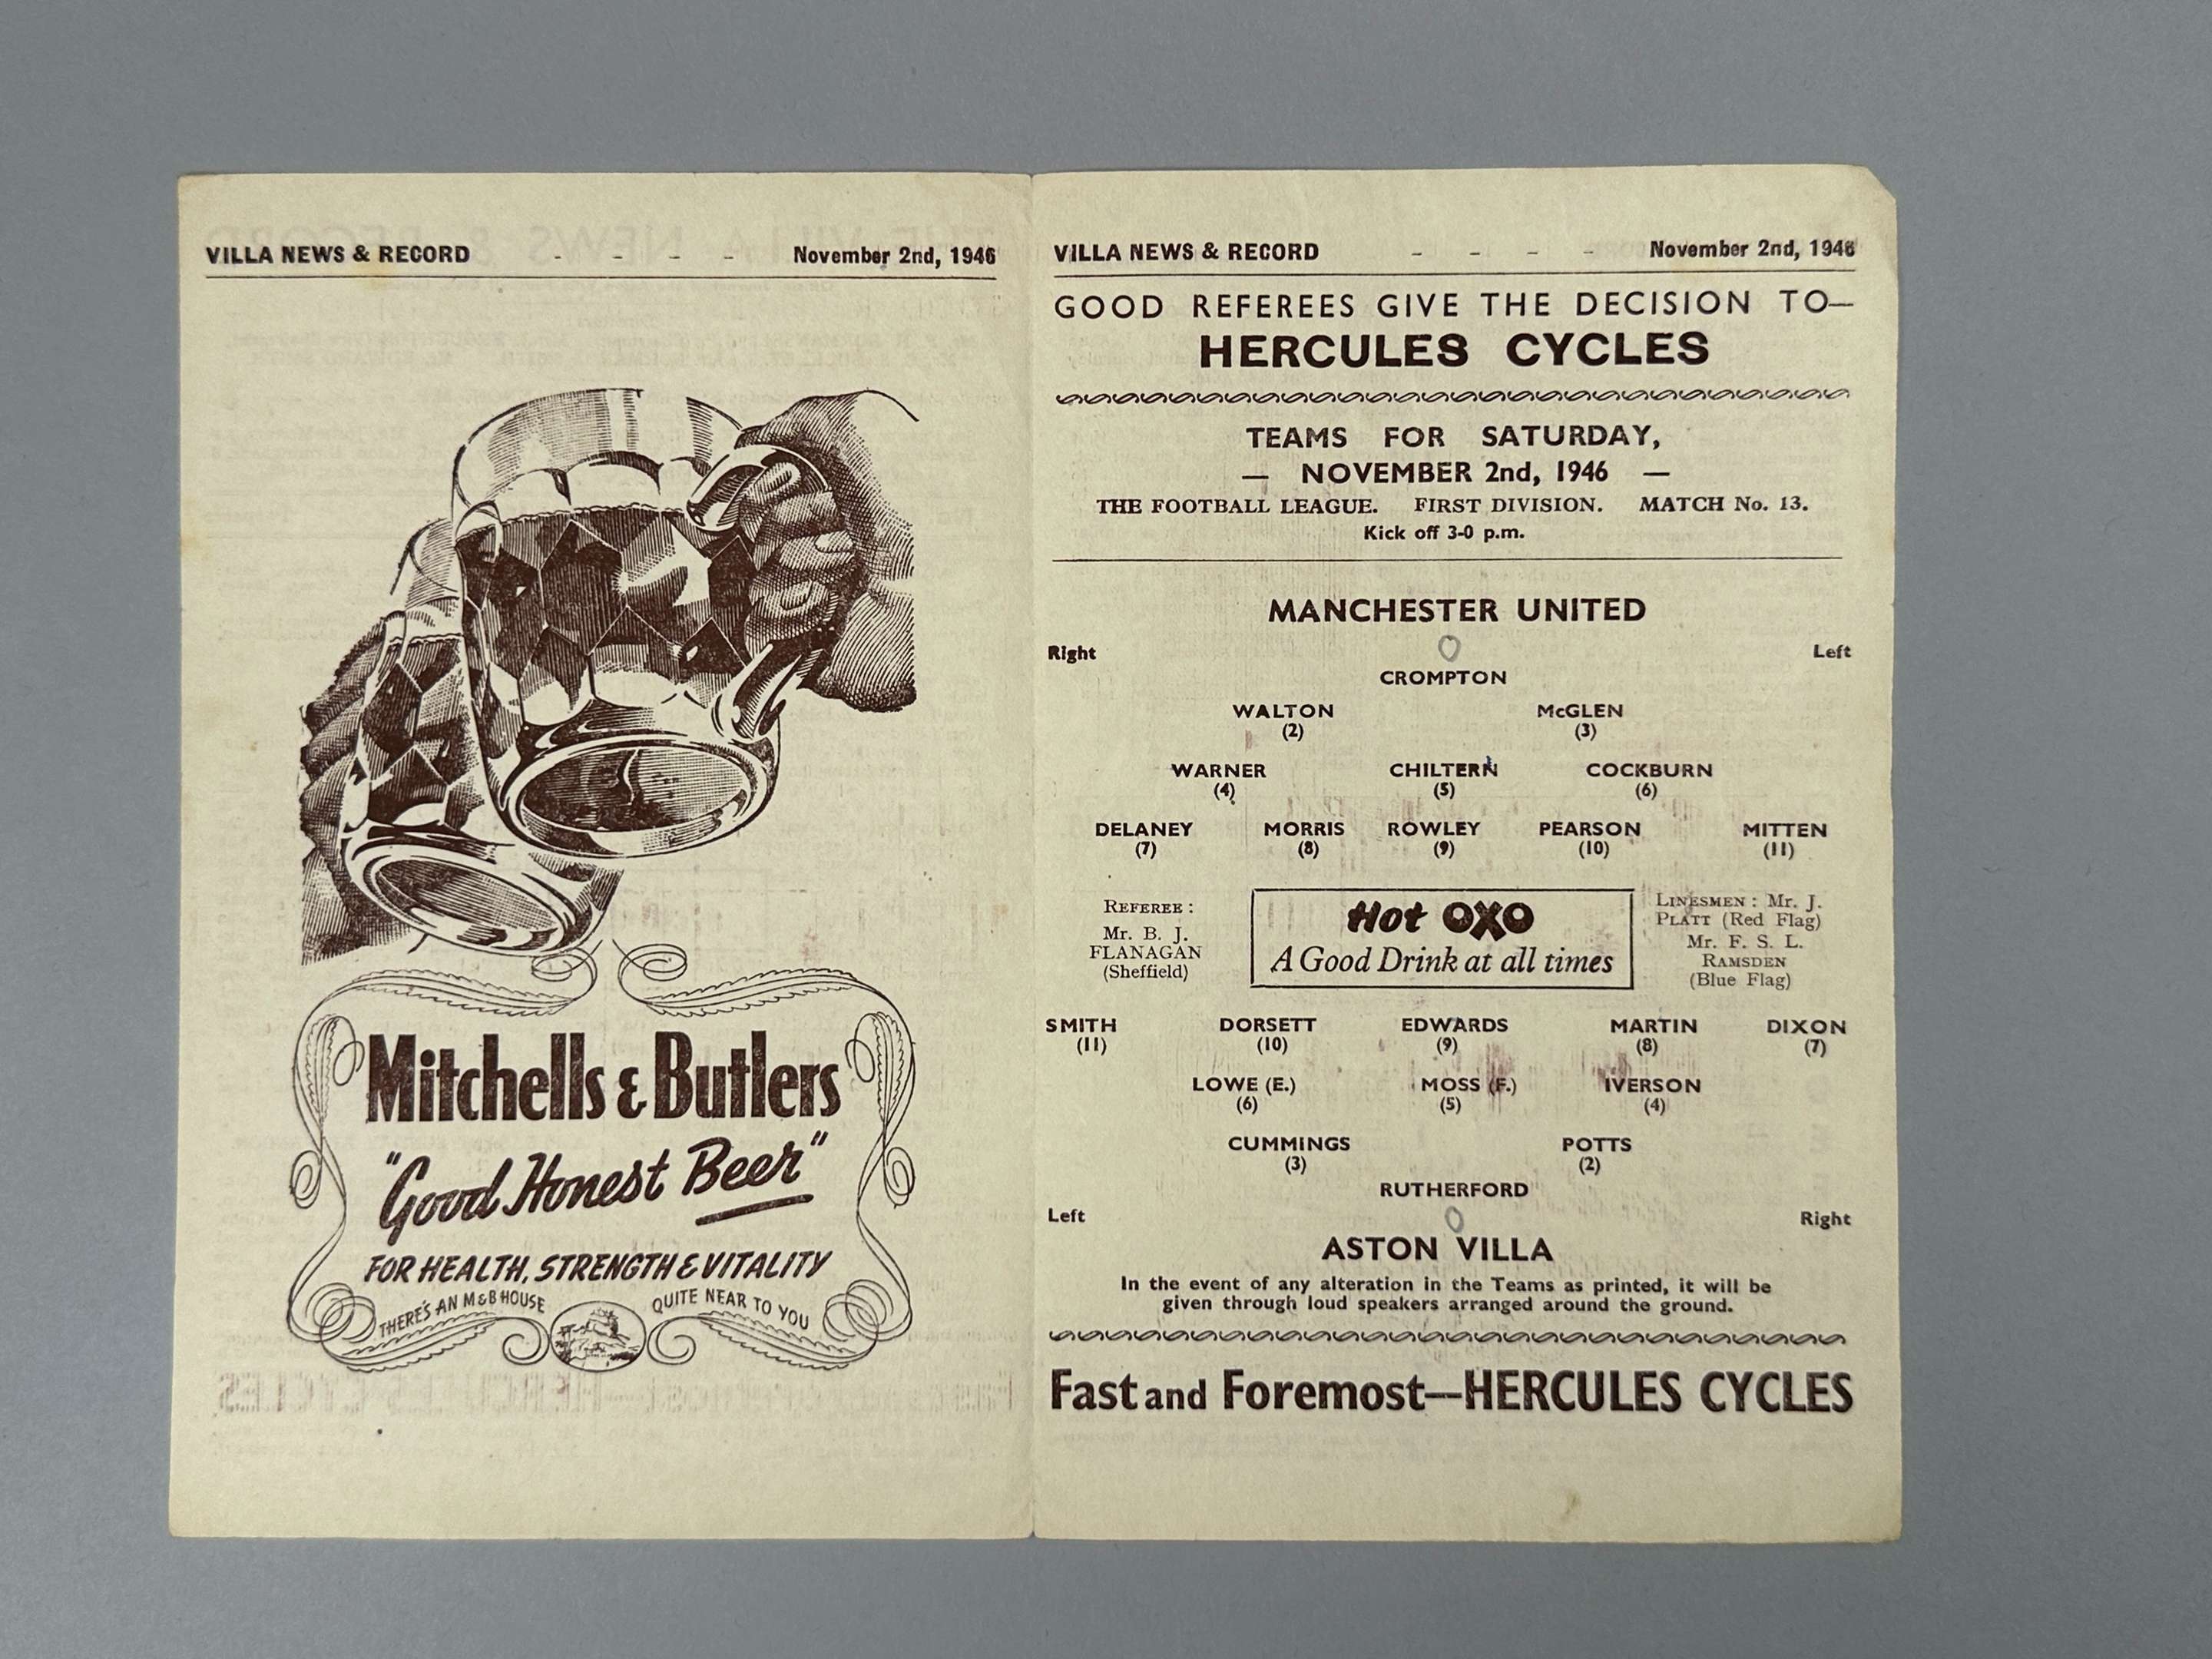 VILLA NEWS & RECORD - - - - November 2nd, 1946
Mitchells & Butlers
"Good Honest Beer"
FOR HEALTH, STRENGTH & VITALITY
THERE'S AN M&B HOUSE QUITE NEAR TO YOU
VILLA NEWS & RECORD - - - - November 2nd, 1946
GOOD REFEREES GIVE THE DECISION TO—
HERCULES CYCLES
TEAMS FOR SATURDAY,
— NOVEMBER 2nd, 1946 —
THE FOOTBALL LEAGUE. FIRST DIVISION. MATCH No. 13.
Kick off 3-0 p.m.
MANCHESTER UNITED
0
Right Left
CROMPTON
WALTON McGLEN
(2) (3)
WARNER CHILTERN COCKBURN
(4) (5) (6)
DELANEY MORRIS ROWLEY PEARSON MITTEN
(7) (8) (9) (10) (11)
REFEREE :
Mr. B. J.
FLANAGAN
(Sheffield)
Hot OXO
A Good Drink at all times
LINESMEN : Mr. J.
PLATT (Red Flag)
Mr. F. S. L.
RAMSDEN
(Blue Flag)
SMITH DORSETT EDWARDS MARTIN DIXON
(11) (10) (9) (8) (7)
LOWE (E.) MOSS (F.) IVERSON
(6) (5) (4)
CUMMINGS POTTS
(3) (2)
RUTHERFORD
Left Right
0
ASTON VILLA
In the event of any alteration in the Teams as printed, it will be
given through loud speakers arranged around the ground.
Fast and Foremost—HERCULES CYCLES